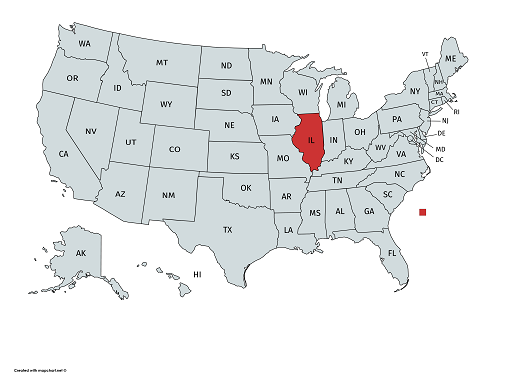 WA
MT
ND
MN
ME
VT
NH
OR
ID
SD
WI
MI
NY
MA
CT
RI
WY
IA
PA
NJ
NE
IL
IN
OH
DE
NV
UT
CO
KS
MO
KY
WV
VA
MD
DC
CA
TN
NC
AZ
NM
OK
AR
SC
MS
AL
GA
TX
LA
FL
AK
HI
Created with mapchart.net ©